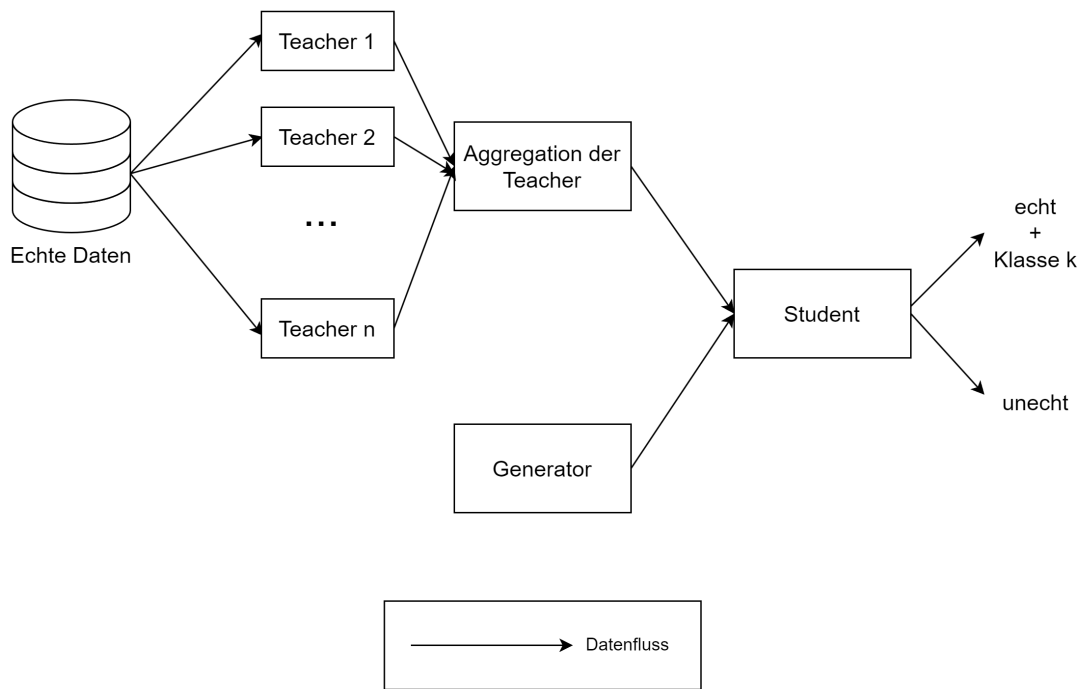 Teacher 1
Teacher 2
...
Teacher n
Echte Daten
Aggregation der
Teacher
Generator
Student
echt
+
Klasse k
unecht
Datenfluss